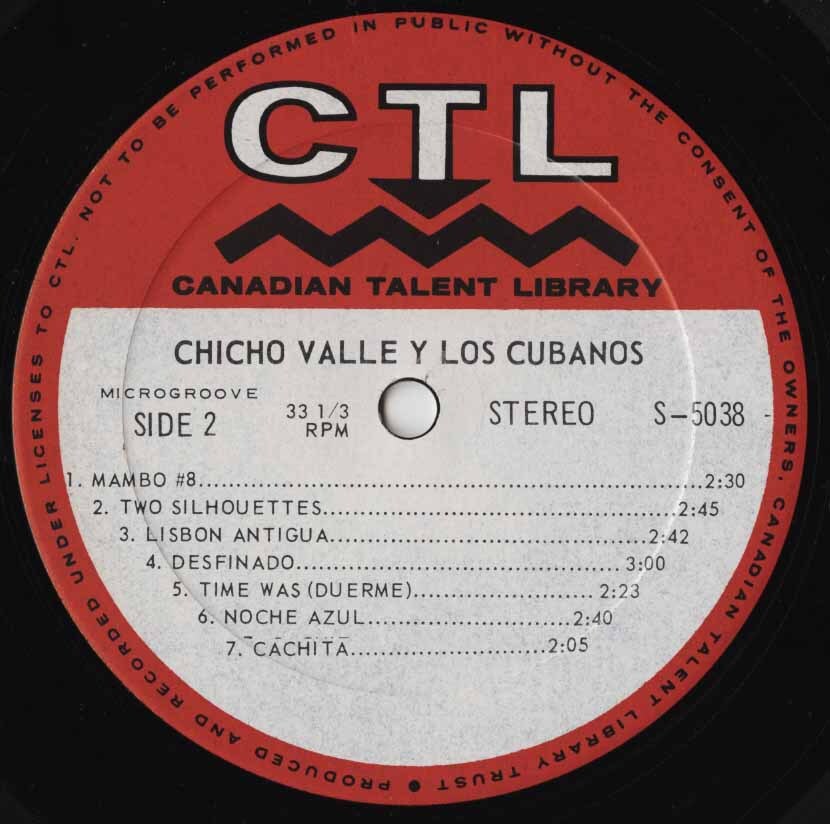 PRODUCED AND RECORDED UNDER LICENSES TO CTL. NOT TO BE PERFORMED IN PUBLIC WITHOUT THE CONSENT OF THE OWNERS, CANADIAN TALENT LIBRARY TRUST •
CTL
CANADIAN TALENT LIBRARY
CHICHO VALLE Y LOS CUBANOS
MICROGROOVE
SIDE 2
33 1/3
RPM
STEREO
S-5038
1. MAMBO #8 2:30
2. TWO SILHOUETTES 2:45
3. LISBON ANTIGUA 2:42
4. DESFINADO 3:00
5. TIME WAS (DUERME) 2:23
6. NOCHE AZUL 2:40
7. CACHITA 2:05